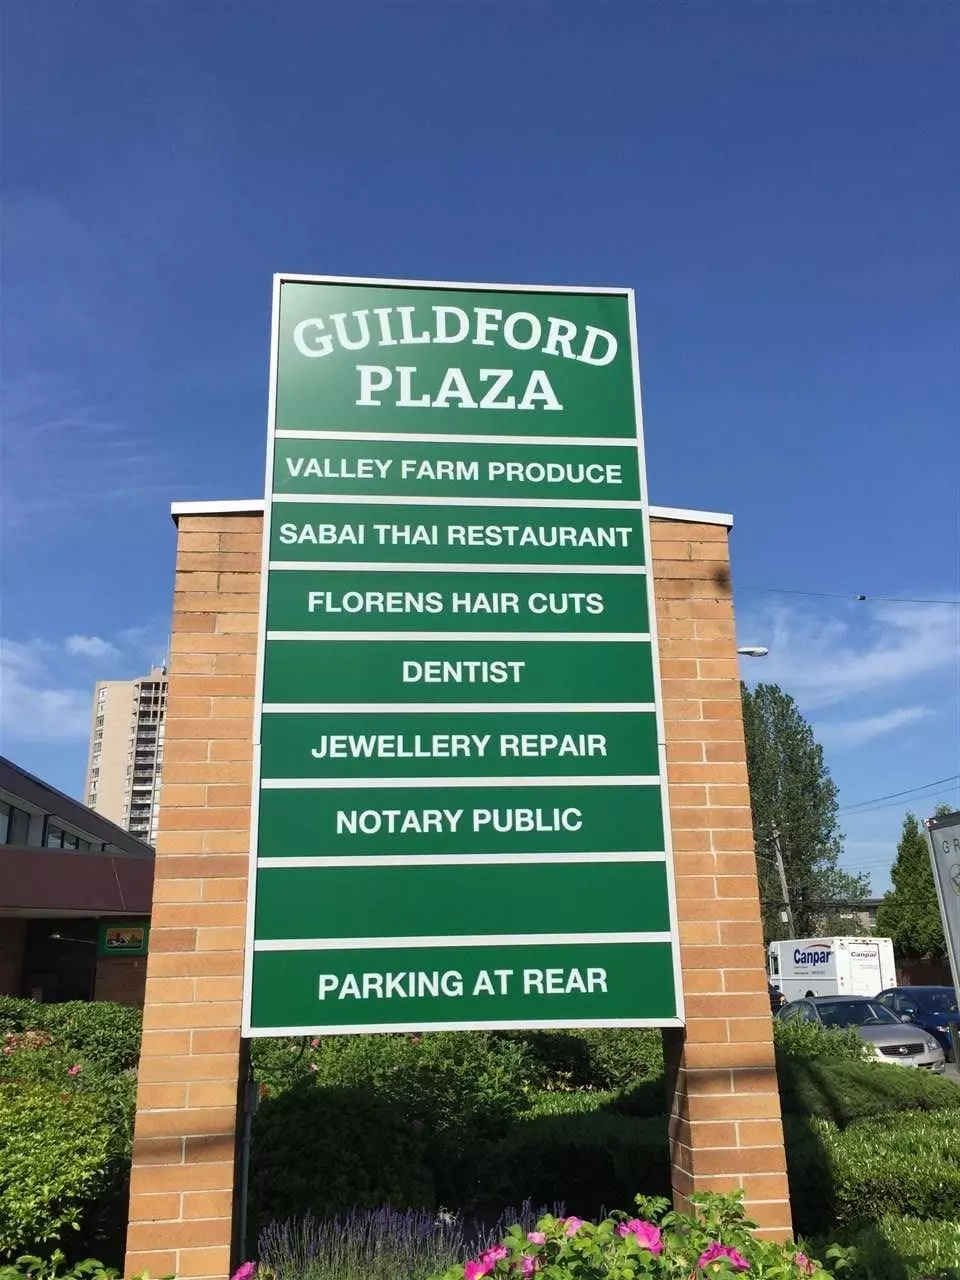 GUILDFORD
PLAZA
VALLEY FARM PRODUCE
SABAI THAI RESTAURANT
FLORENS HAIR CUTS
DENTIST
JEWELLERY REPAIR
NOTARY PUBLIC
PARKING AT REAR
Canpar
Canpar